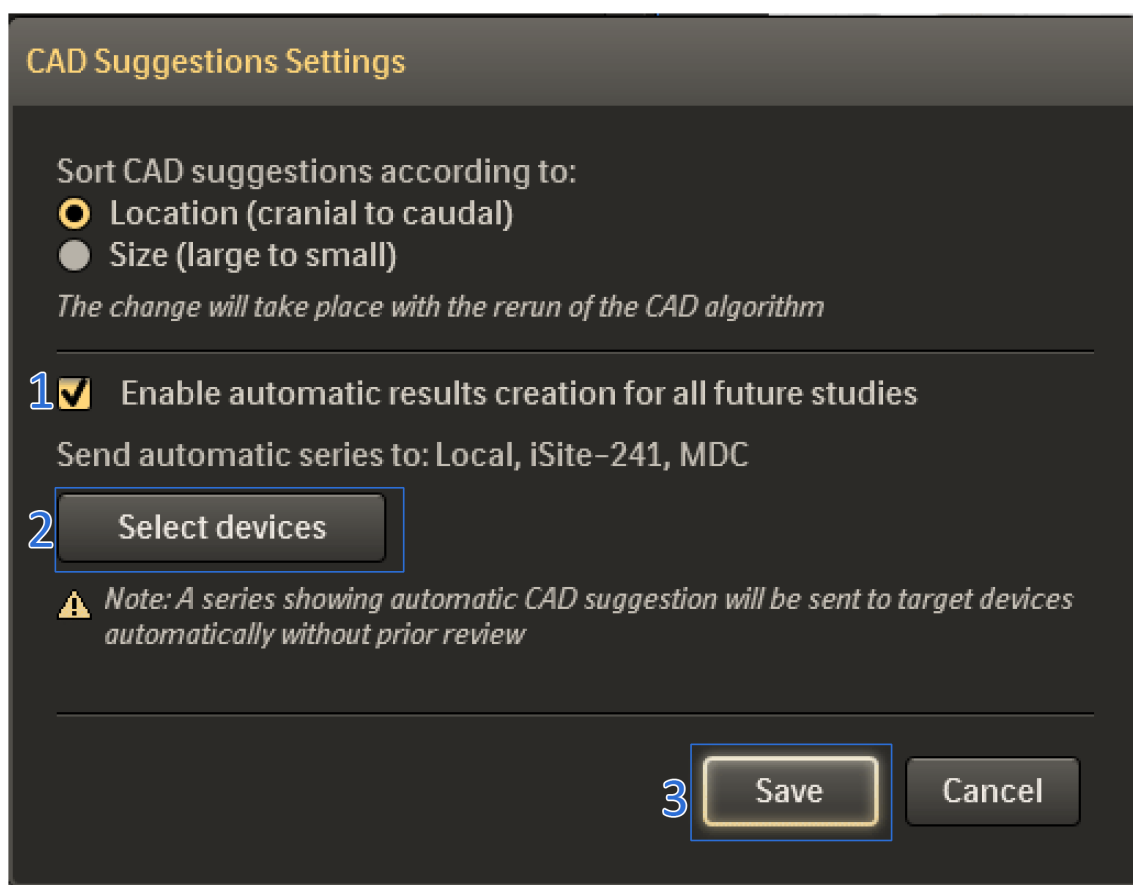 CAD Suggestions Settings
Sort CAD suggestions according to:
Location (cranial to caudal)
Size (large to small)
The change will take place with the rerun of the CAD algorithm
1 Enable automatic results creation for all future studies
Send automatic series to: Local, iSite-241, MDC
2 Select devices
Note: A series showing automatic CAD suggestion will be sent to target devices
automatically without prior review
3 Save Cancel